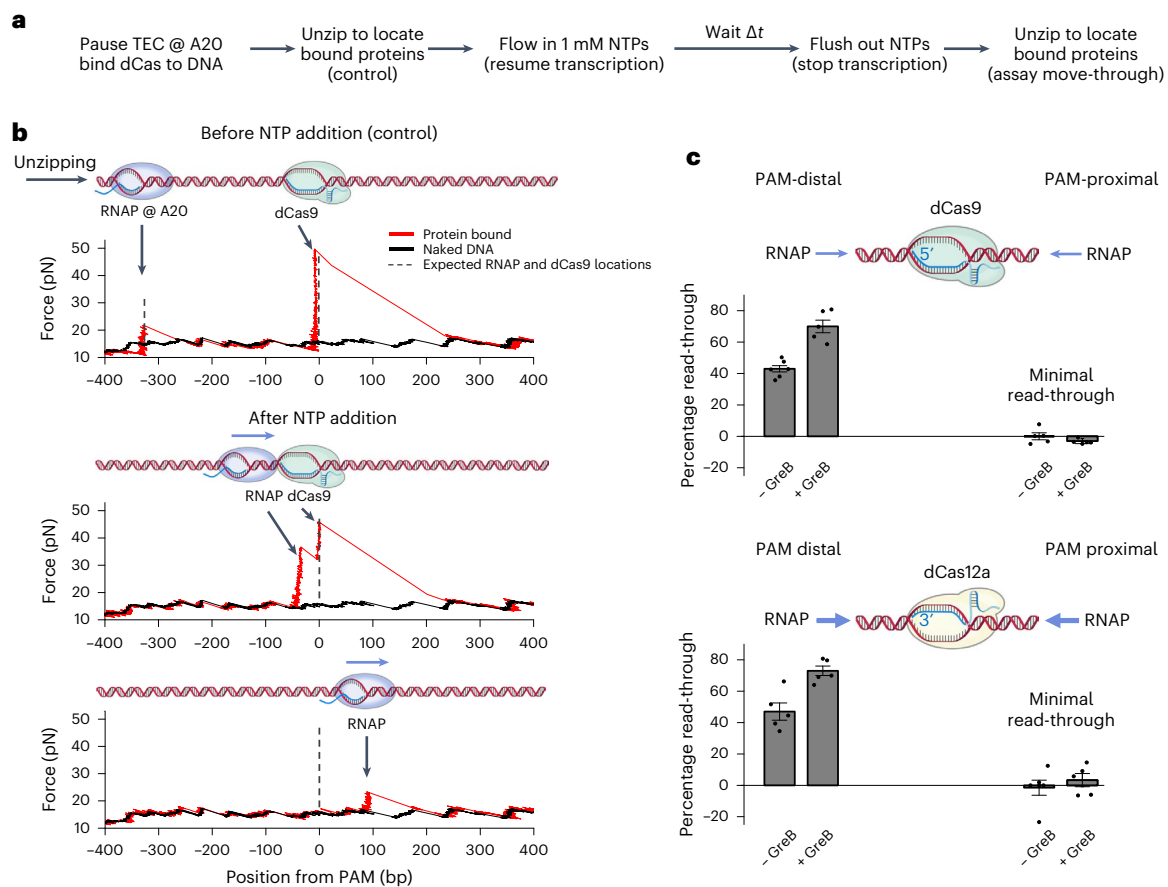 a
Pause TEC @ A20
bind dCas to DNA
Unzip to locate
bound proteins
(control)
Flow in 1 mM NTPs
(resume transcription)
Wait Δt
Flush out NTPs
(stop transcription)
Unzip to locate
bound proteins
(assay move-through)
b
Before NTP addition (control)
Unzipping
RNAP @ A20
dCas9
Protein bound
Naked DNA
Expected RNAP and dCas9 locations
Force (pN)
50
40
30
20
10
–400 –300 –200 –100 0 100 200 300 400
After NTP addition
RNAP dCas9
Force (pN)
50
40
30
20
10
–400 –300 –200 –100 0 100 200 300 400
RNAP
Force (pN)
50
40
30
20
10
–400 –300 –200 –100 0 100 200 300 400
Position from PAM (bp)
c
PAM-distal
PAM-proximal
dCas9
RNAP
5′
RNAP
Percentage read-through
80
60
40
20
0
–20
Minimal
read-through
– GreB
+ GreB
– GreB
+ GreB
PAM distal
PAM proximal
dCas12a
RNAP
3′
RNAP
Percentage read-through
80
60
40
20
0
–20
Minimal
read-through
– GreB
+ GreB
– GreB
+ GreB